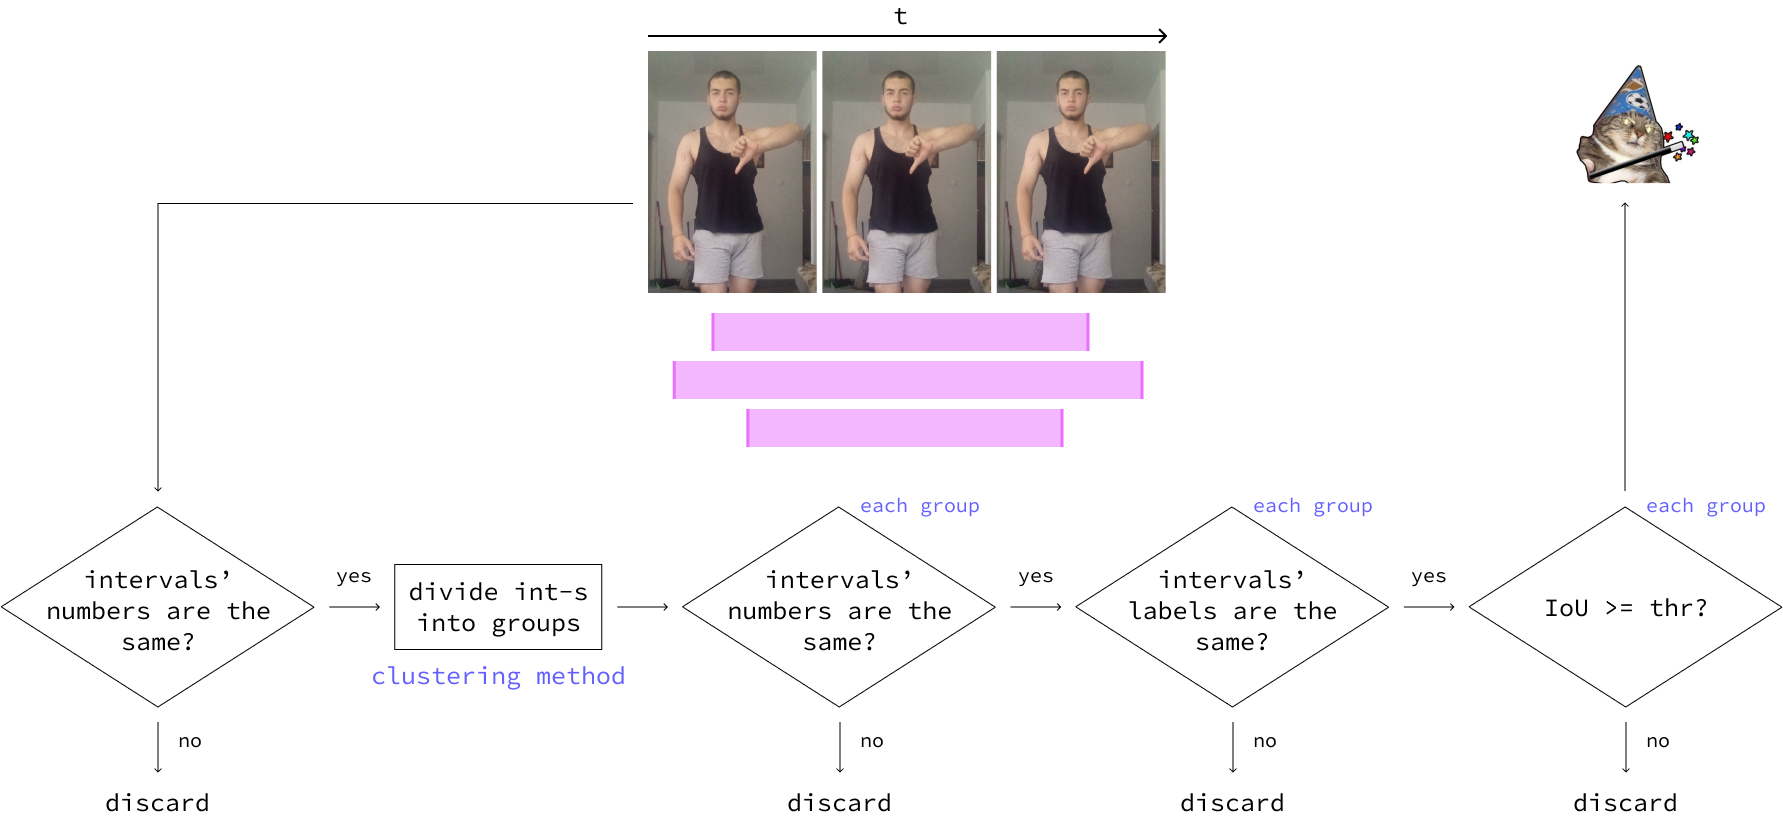 t
each group
each group
each group
intervals’
numbers are the
same?
yes
divide int-s
into groups
clustering method
intervals’
numbers are the
same?
yes
intervals’
labels are the
same?
yes
IoU >= thr?
no
no
no
no
discard
discard
discard
discard